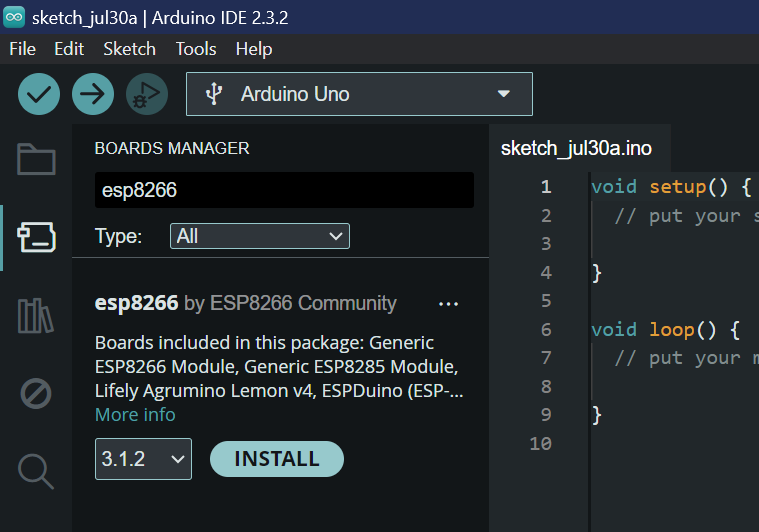 sketch_jul30a | Arduino IDE 2.3.2
File Edit Sketch Tools Help
Arduino Uno
BOARDS MANAGER
esp8266
Type: All
esp8266 by ESP8266 Community ...
Boards included in this package: Generic
ESP8266 Module, Generic ESP8285 Module,
Lifely Agrumino Lemon v4, ESPDuino (ESP-...
More info
3.1.2 INSTALL
sketch_jul30a.ino
1 void setup() {
2 // put your s
3
4 }
5
6 void loop() {
7 // put your m
8
9 }
10